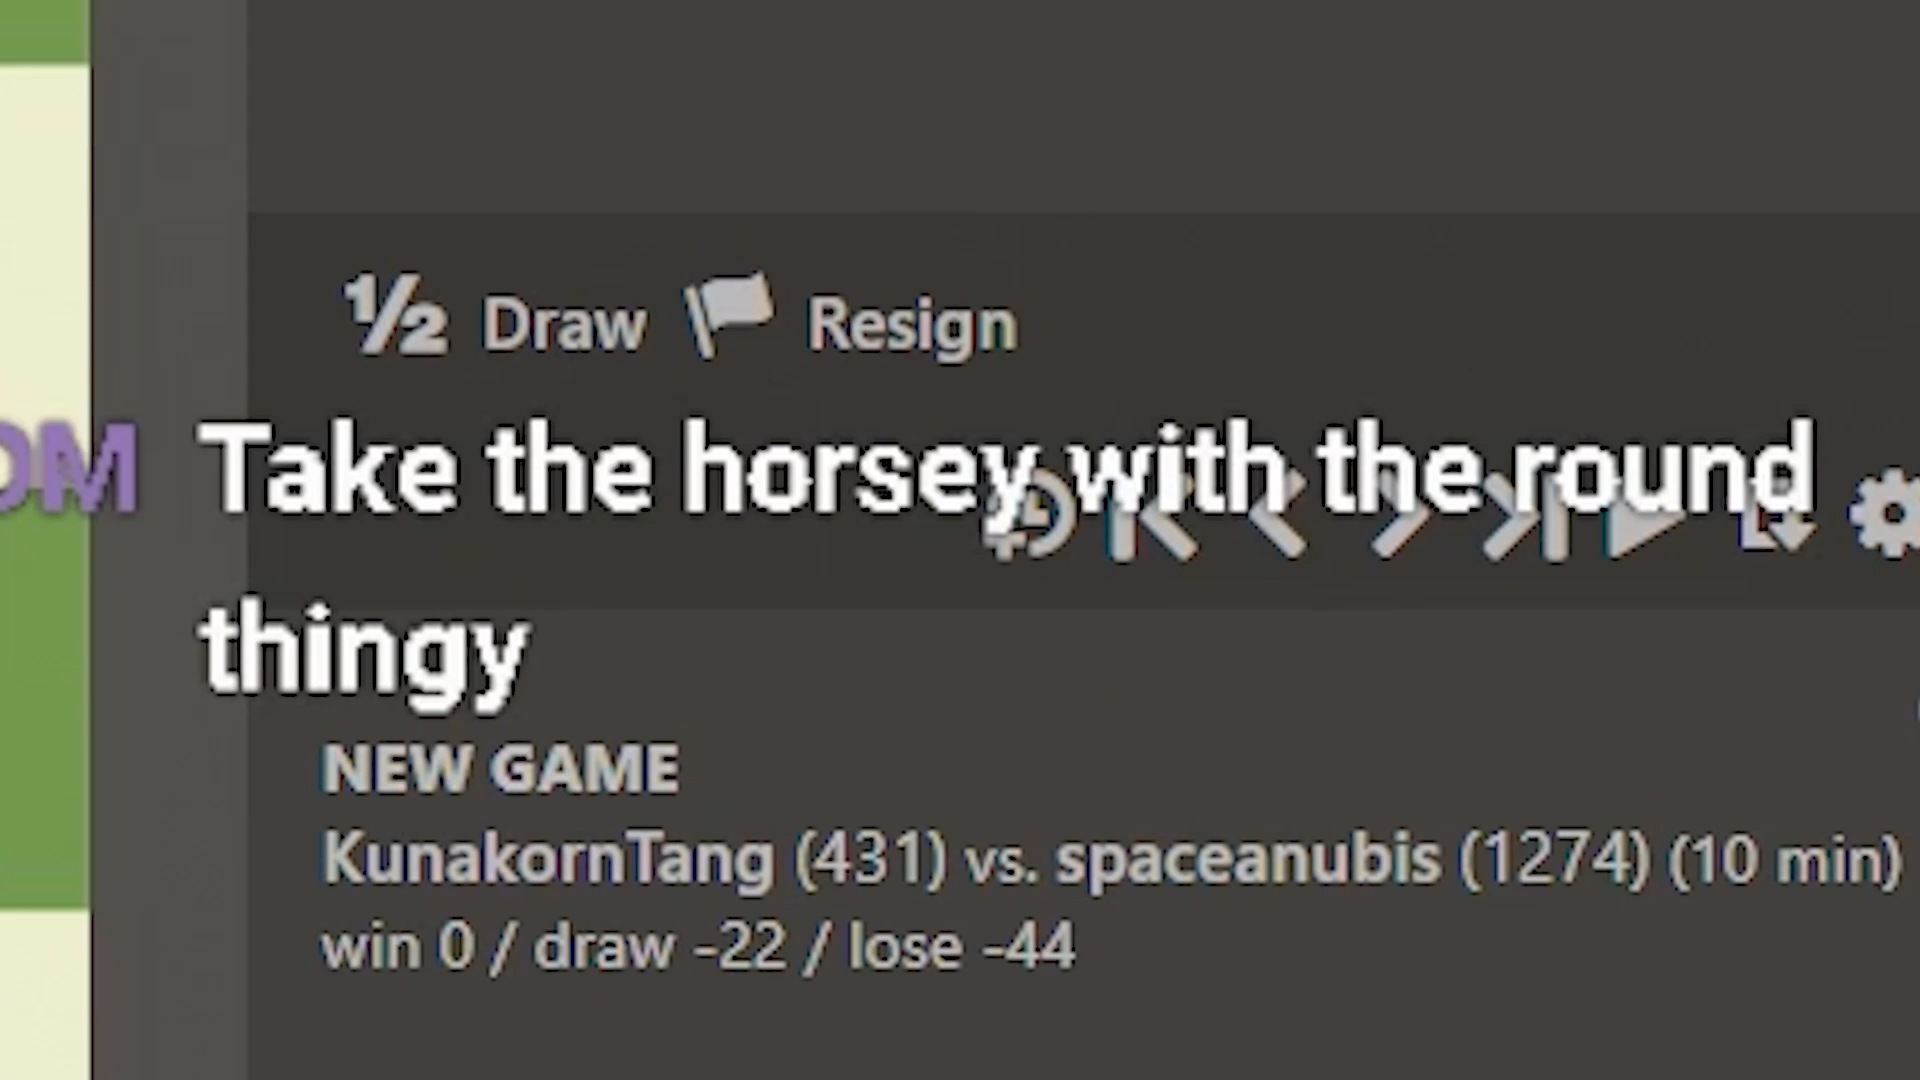 ½ Draw Resign
OM Take the horsey with the round
thingy
NEW GAME
KunakornTang (431) vs. spaceanubis (1274) (10 min)
win 0 / draw -22 / lose -44